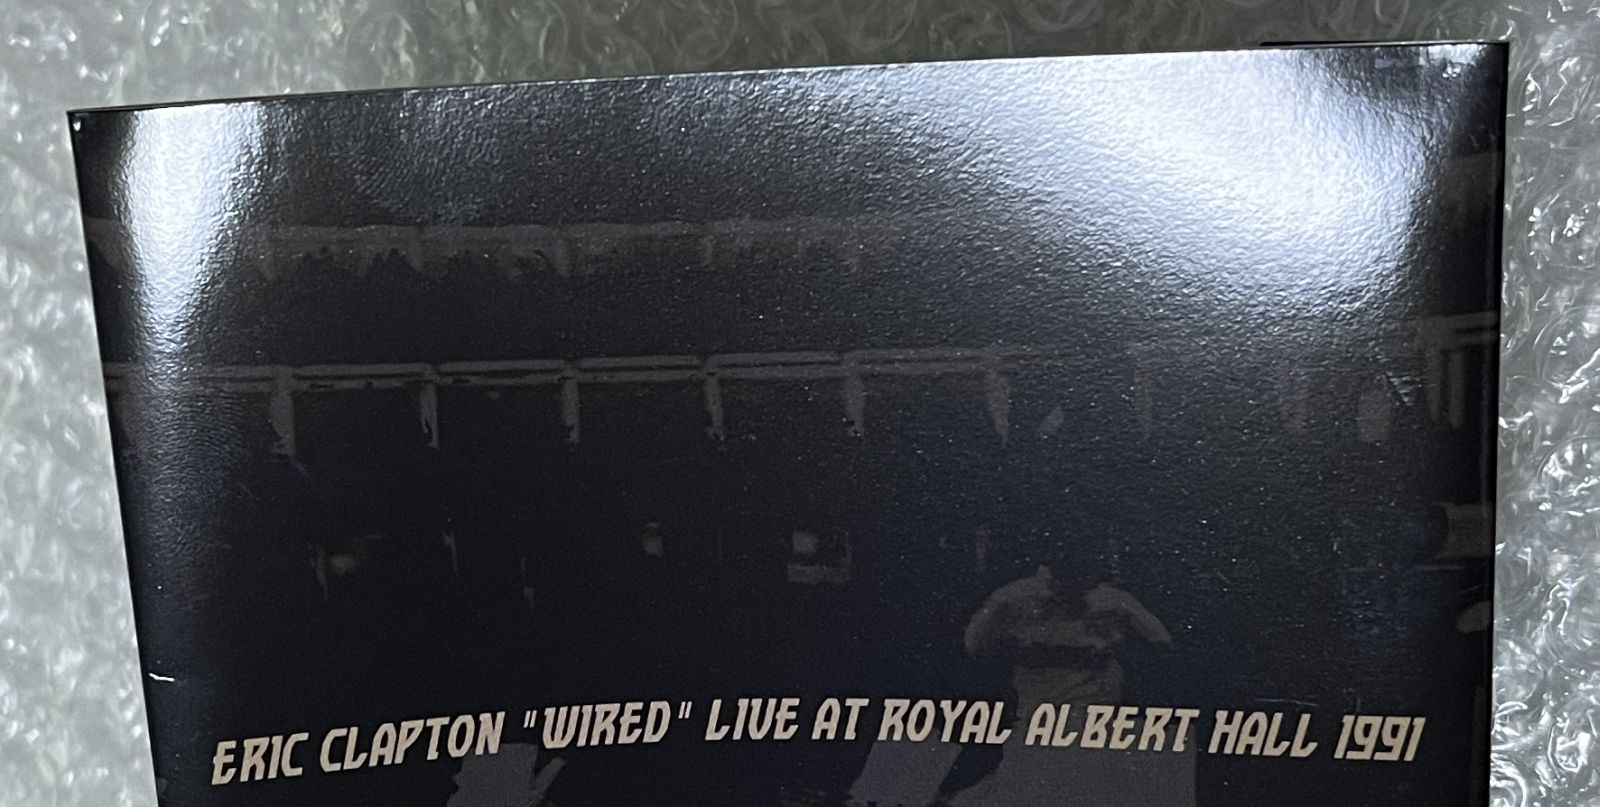 ERIC CLAPTON "WIRED" LIVE AT ROYAL ALBERT HALL 1991